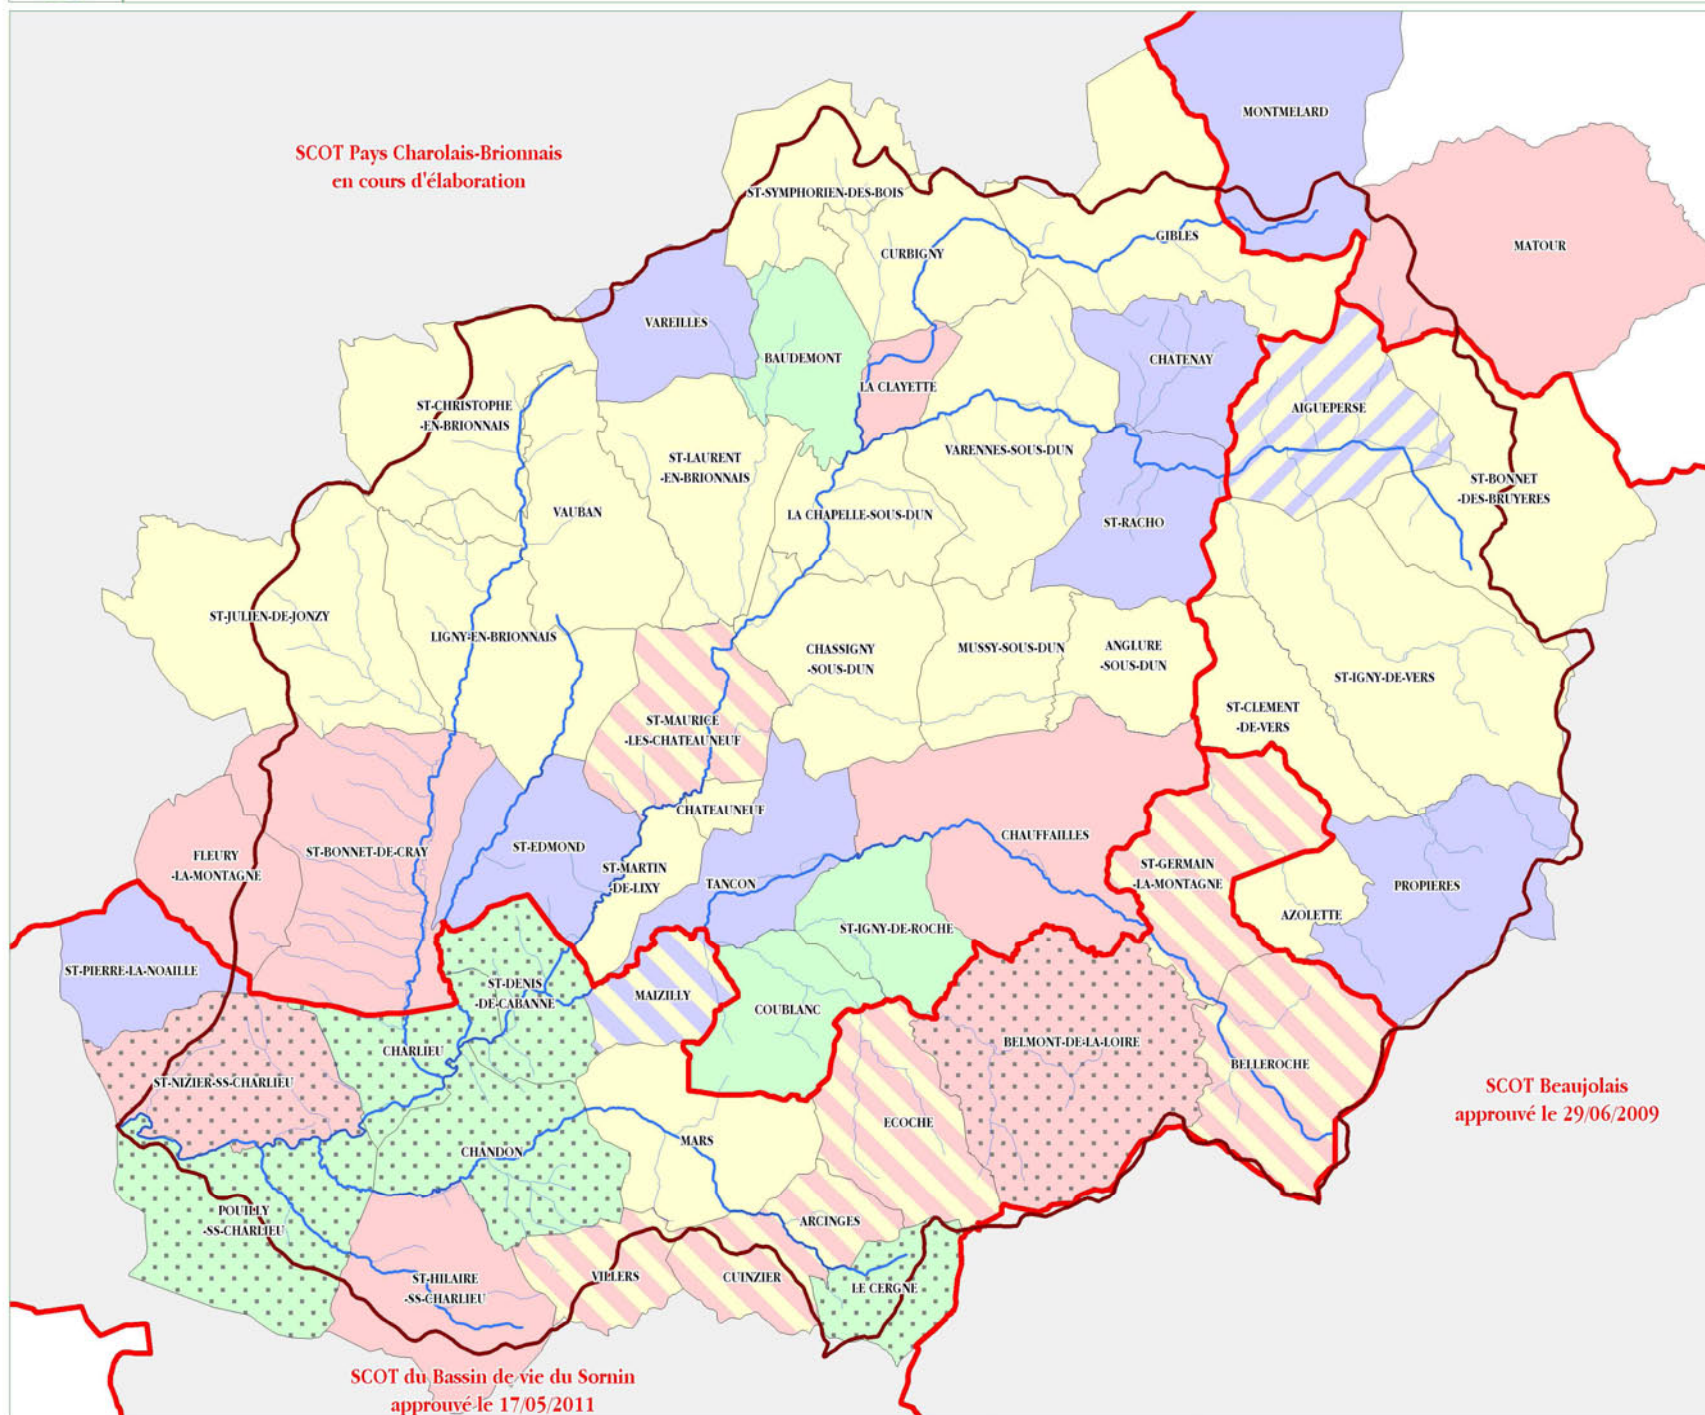 MONTMELARD
SCOT Pays Charolais-Brionnais
en cours d'élaboration
ST-SYMPHORIEN-DES-BOIS
GIBLES
MATOUR
CURBIGNY
VAREILLES
BAUDEMONT
CHATENAY
LA CLAYETTE
ST-CHRISTOPHE
-EN-BRIONNAIS
AIGUEPERSE
VARENNES-SOUS-DUN
ST-LAURENT
-EN-BRIONNAIS
ST-BONNET
-DES-BRUYERES
VAUBAN
LA CHAPELLE-SOUS-DUN
ST-RACHO
ST-JULIEN-DE-JONZY
LIGNY-EN-BRIONNAIS
CHASSIGNY
-SOUS-DUN
MUSSY-SOUS-DUN
ANGLURE
-SOUS-DUN
ST-IGNY-DE-VERS
ST-CLEMENT
-DE-VERS
ST-MAURICE
-LES-CHATEAUNEUF
CHATEAUNEUF
CHAUFFAILLES
FLEURY
-LA-MONTAGNE
ST-BONNET-DE-CRAY
ST-EDMOND
ST-MARTIN
-DE-LIXY
TANCON
ST-GERMAIN
-LA-MONTAGNE
PROPIERES
AZOLETTE
ST-IGNY-DE-ROCHE
ST-PIERRE-LA-NOAILLE
ST-DENIS
-DE-CABANNE
MAIZILLY
COUBLANC
BELMONT-DE-LA-LOIRE
CHARLIEU
BELLEROCHE
ST-NIZIER-SS-CHARLIEU
SCOT Beaujolais
approuvé le 29/06/2009
ECOCHE
MARS
CHANDON
POUILLY
-SS-CHARLIEU
ARCINGES
ST-HILAIRE
-SS-CHARLIEU
VILLERS
CUINZIER
LE CERGNE
SCOT du Bassin de vie du Sornin
approuvé le 17/05/2011